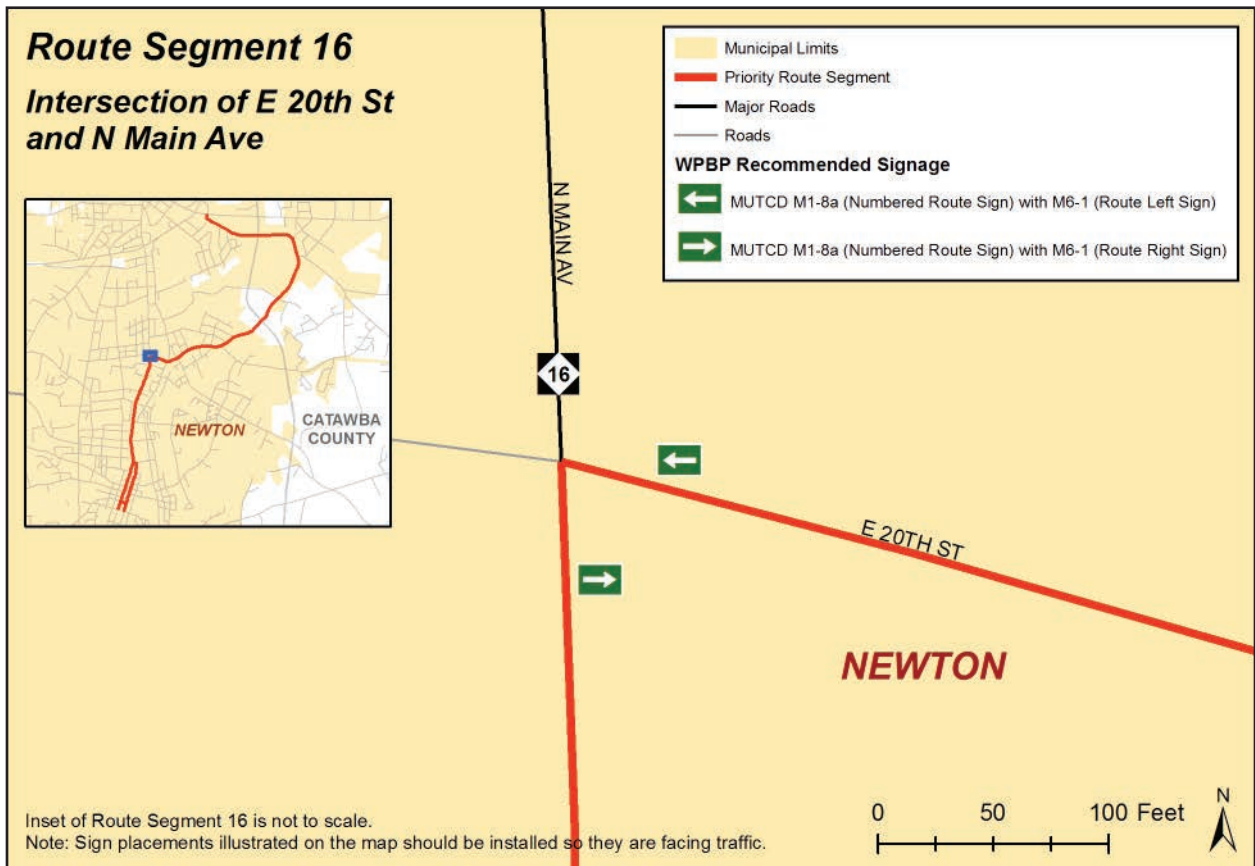 Route Segment 16
Intersection of E 20th St
and N Main Ave
Municipal Limits
Priority Route Segment
Major Roads
Roads
WPBP Recommended Signage
MUTCD M1-8a (Numbered Route Sign) with M6-1 (Route Left Sign)
MUTCD M1-8a (Numbered Route Sign) with M6-1 (Route Right Sign)
N MAIN AV
16
NEWTON
CATAWBA
COUNTY
E 20TH ST
NEWTON
Inset of Route Segment 16 is not to scale.
Note: Sign placements illustrated on the map should be installed so they are facing traffic.
0 50 100 Feet
N